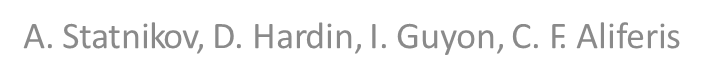 A. Statnikov, D. Hardin, I. Guyon, C. F. Aliferis